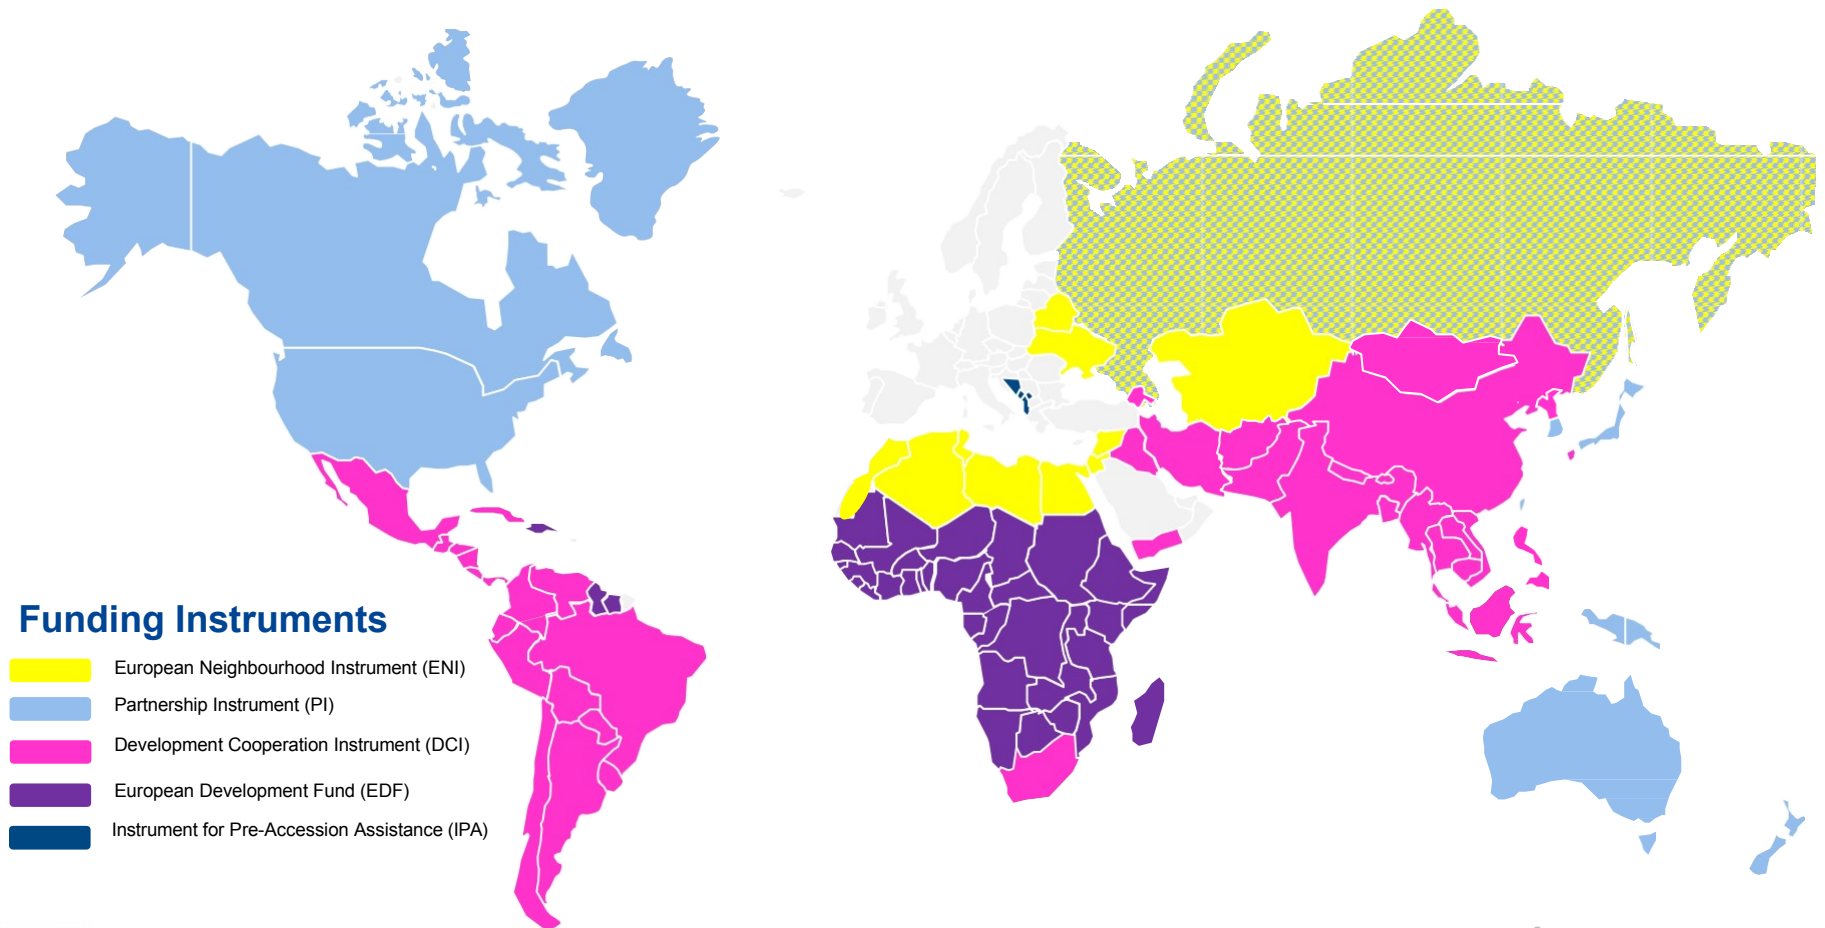 Funding Instruments
European Neighbourhood Instrument (ENI)
Partnership Instrument (PI)
Development Cooperation Instrument (DCI)
European Development Fund (EDF)
Instrument for Pre-Accession Assistance (IPA)